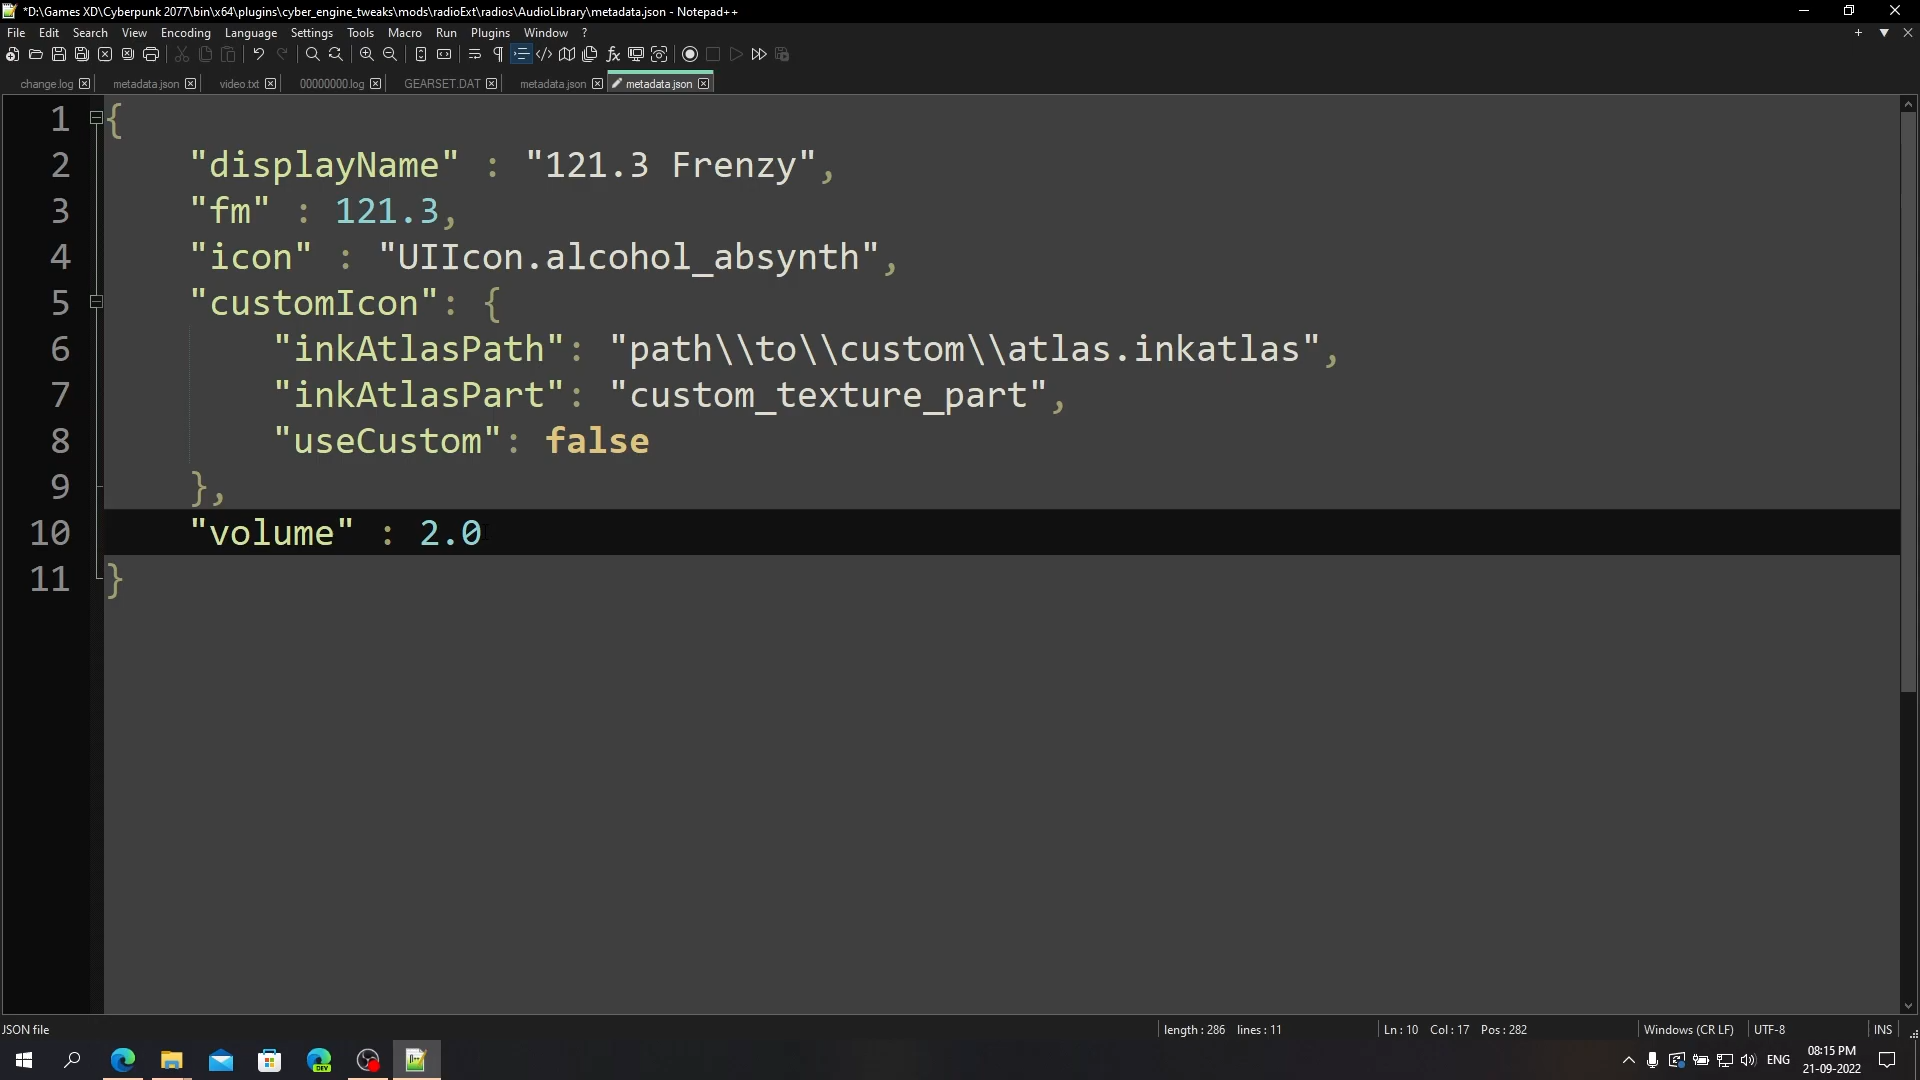 *D:\Games XD\Cyberpunk 2077\bin\x64\plugins\cyber_engine_tweaks\mods\radioExt\radios\AudioLibrary\metadata.json - Notepad++
File Edit Search View Encoding Language Settings Tools Macro Run Plugins Window ?
change.log metadata.json video.txt 00000000.log GEARSET.DAT metadata.json metadata.json
1 {
2 "displayName" : "121.3 Frenzy",
3 "fm" : 121.3,
4 "icon" : "UIIcon.alcohol_absynth",
5 "customIcon": {
6 "inkAtlasPath": "path\\to\\custom\\atlas.inkatlas",
7 "inkAtlasPart": "custom_texture_part",
8 "useCustom": false
9 },
10 "volume" : 2.0
11 }
JSON file length : 286 lines : 11 Ln : 10 Col : 17 Pos : 282 Windows (CR LF) UTF-8 INS
DEV ENG 08:15 PM
21-09-2022